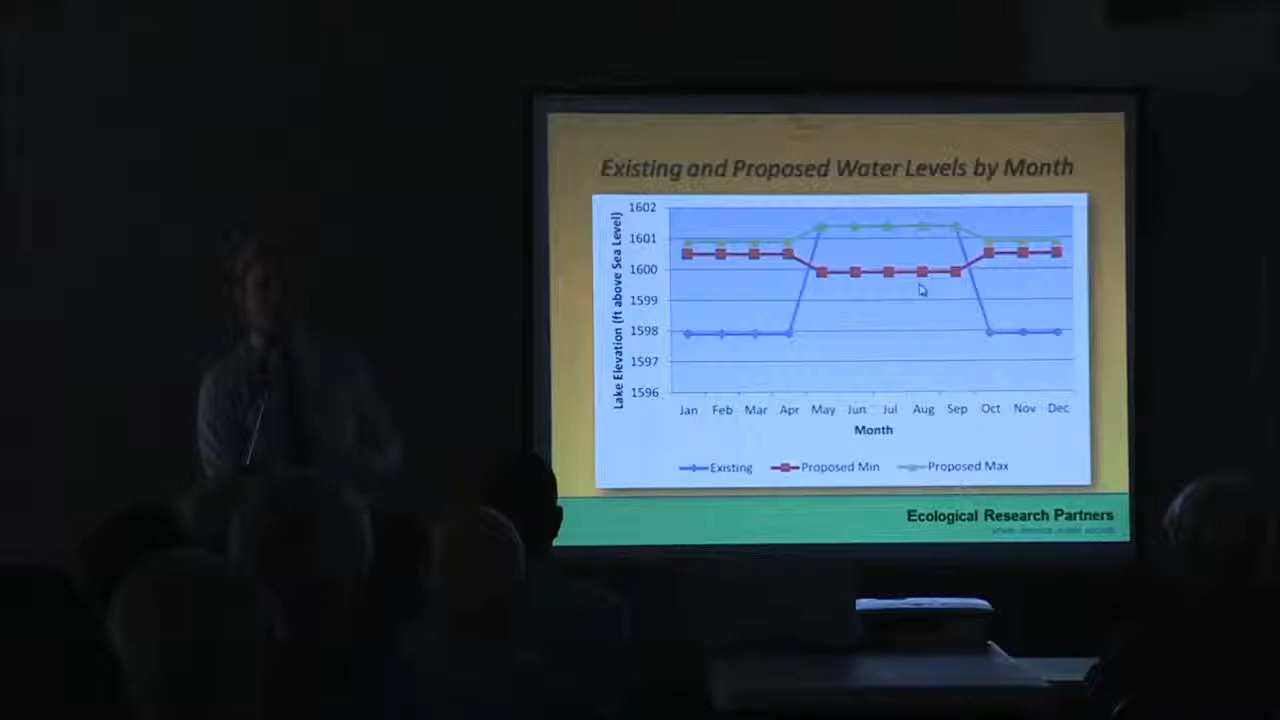 Existing and Proposed Water Levels by Month
Lake Elevation (ft above Sea Level)
1602
1601
1600
1599
1598
1597
1596
Jan Feb Mar Apr May Jun Jul Aug Sep Oct Nov Dec
Month
Existing Proposed Min Proposed Max
Ecological Research Partners